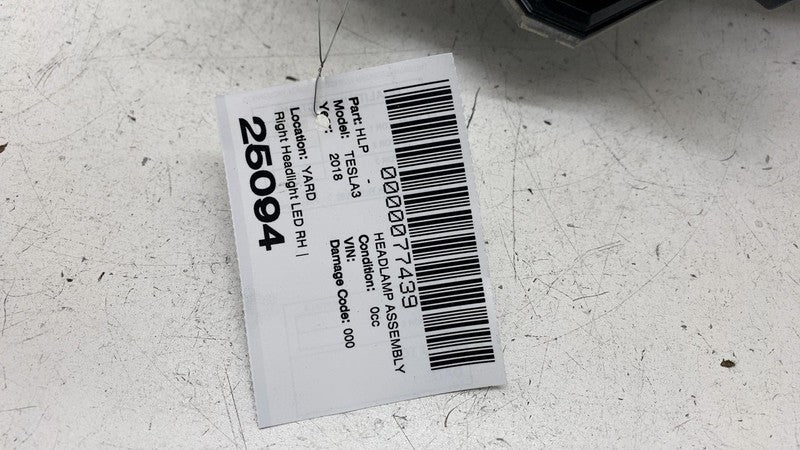 0000077439
Part: HLP - HEADLAMP ASSEMBLY
Model: TESLA3 Condition: 0cc
Year: 2018 VIN:
Damage Code: 000
Location: YARD
Right Headlight LED RH |
25094